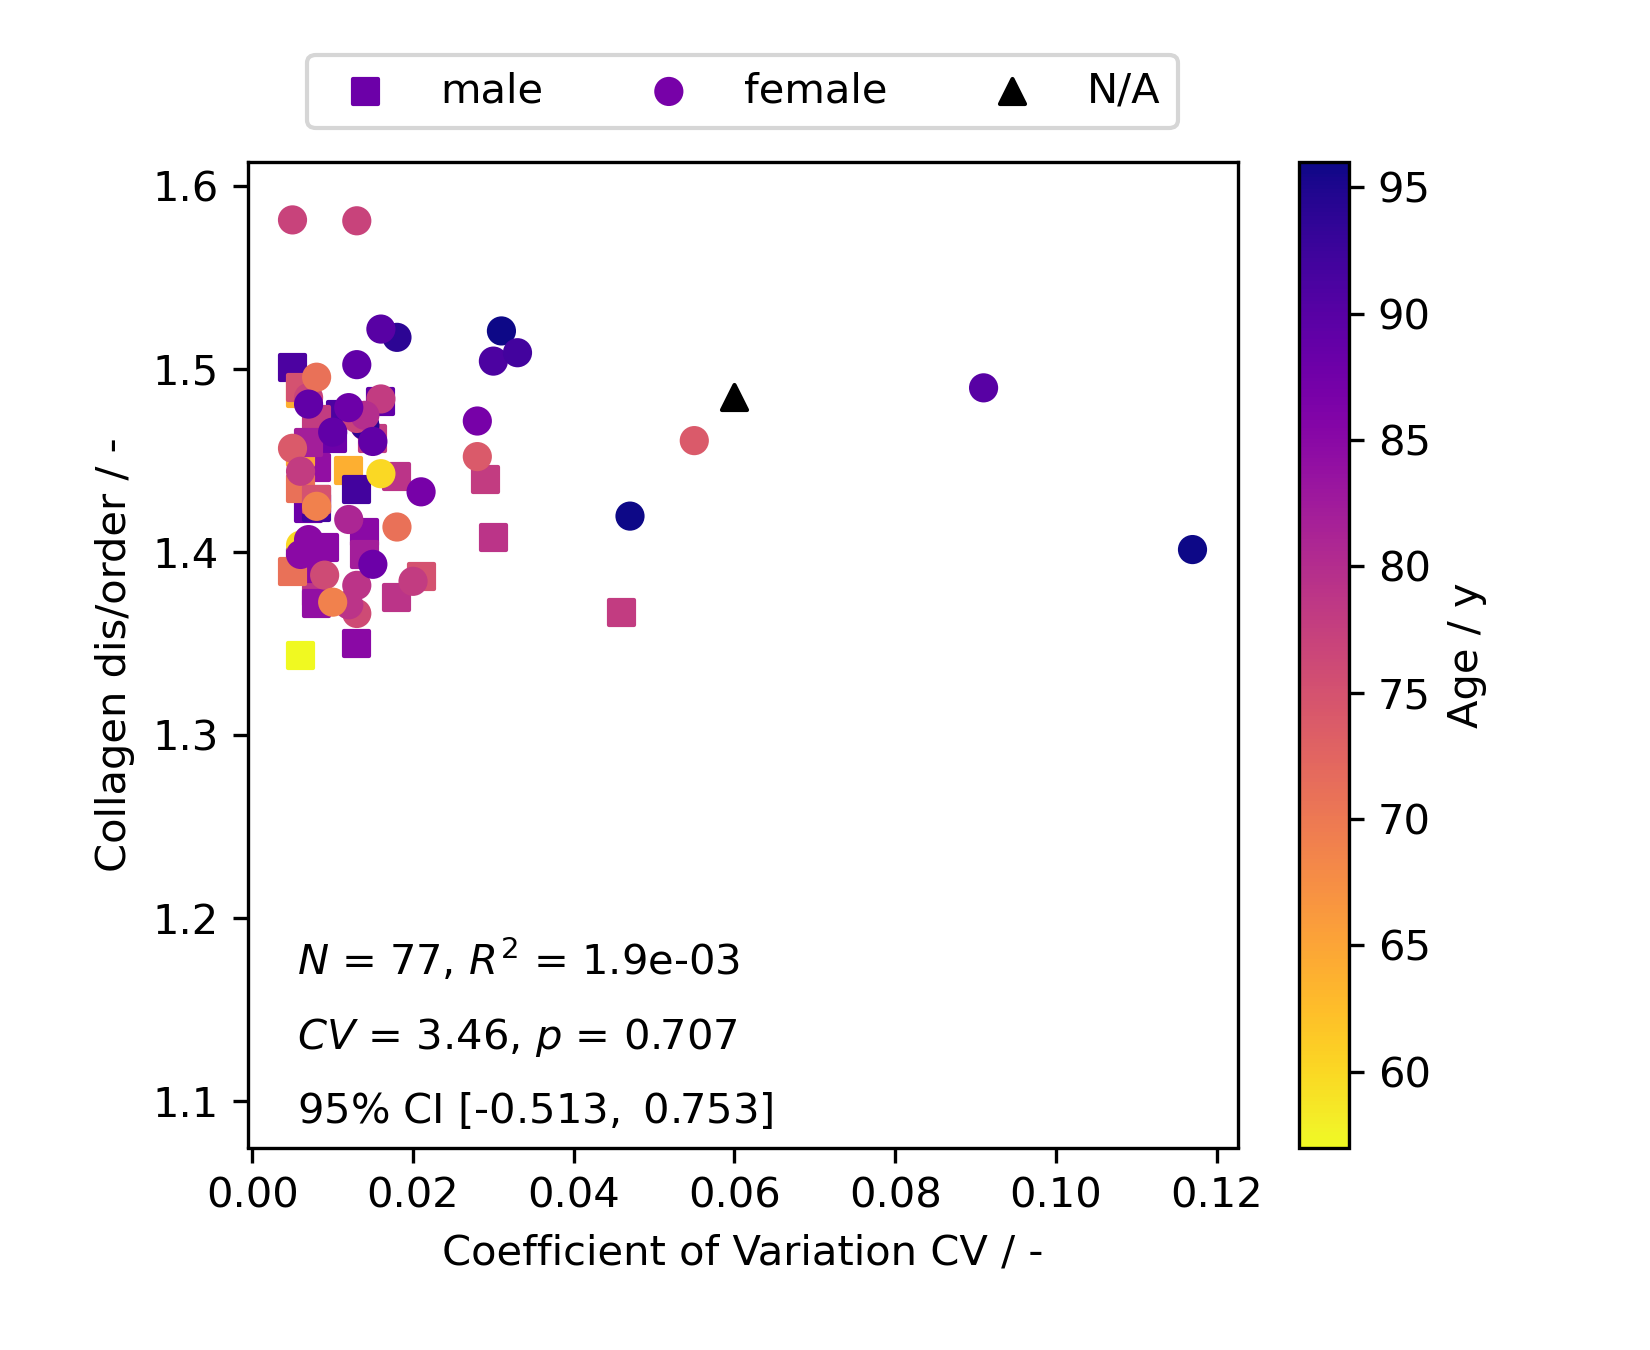 male female N/A
1.6
1.5
1.4
1.3
1.2
1.1
Collagen dis/order / -
N = 77, R² = 1.9e-03
CV = 3.46, p = 0.707
95% CI [-0.513, 0.753]
0.00 0.02 0.04 0.06 0.08 0.10 0.12
Coefficient of Variation CV / -
95
90
85
80
75
70
65
60
Age / y